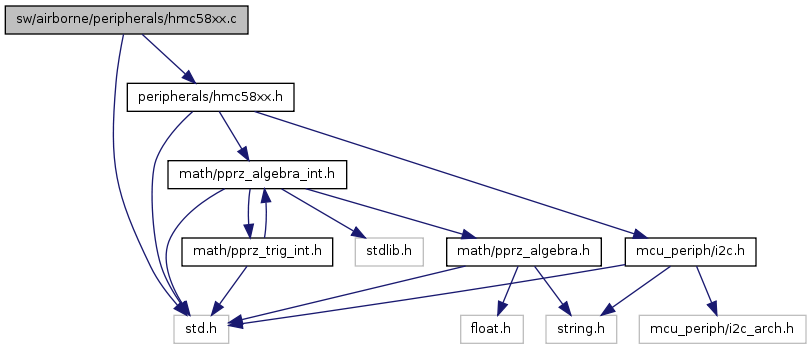 sw/airborne/peripherals/hmc58xx.c
peripherals/hmc58xx.h
math/pprz_algebra_int.h
math/pprz_trig_int.h
stdlib.h
math/pprz_algebra.h
mcu_periph/i2c.h
std.h
float.h
string.h
mcu_periph/i2c_arch.h